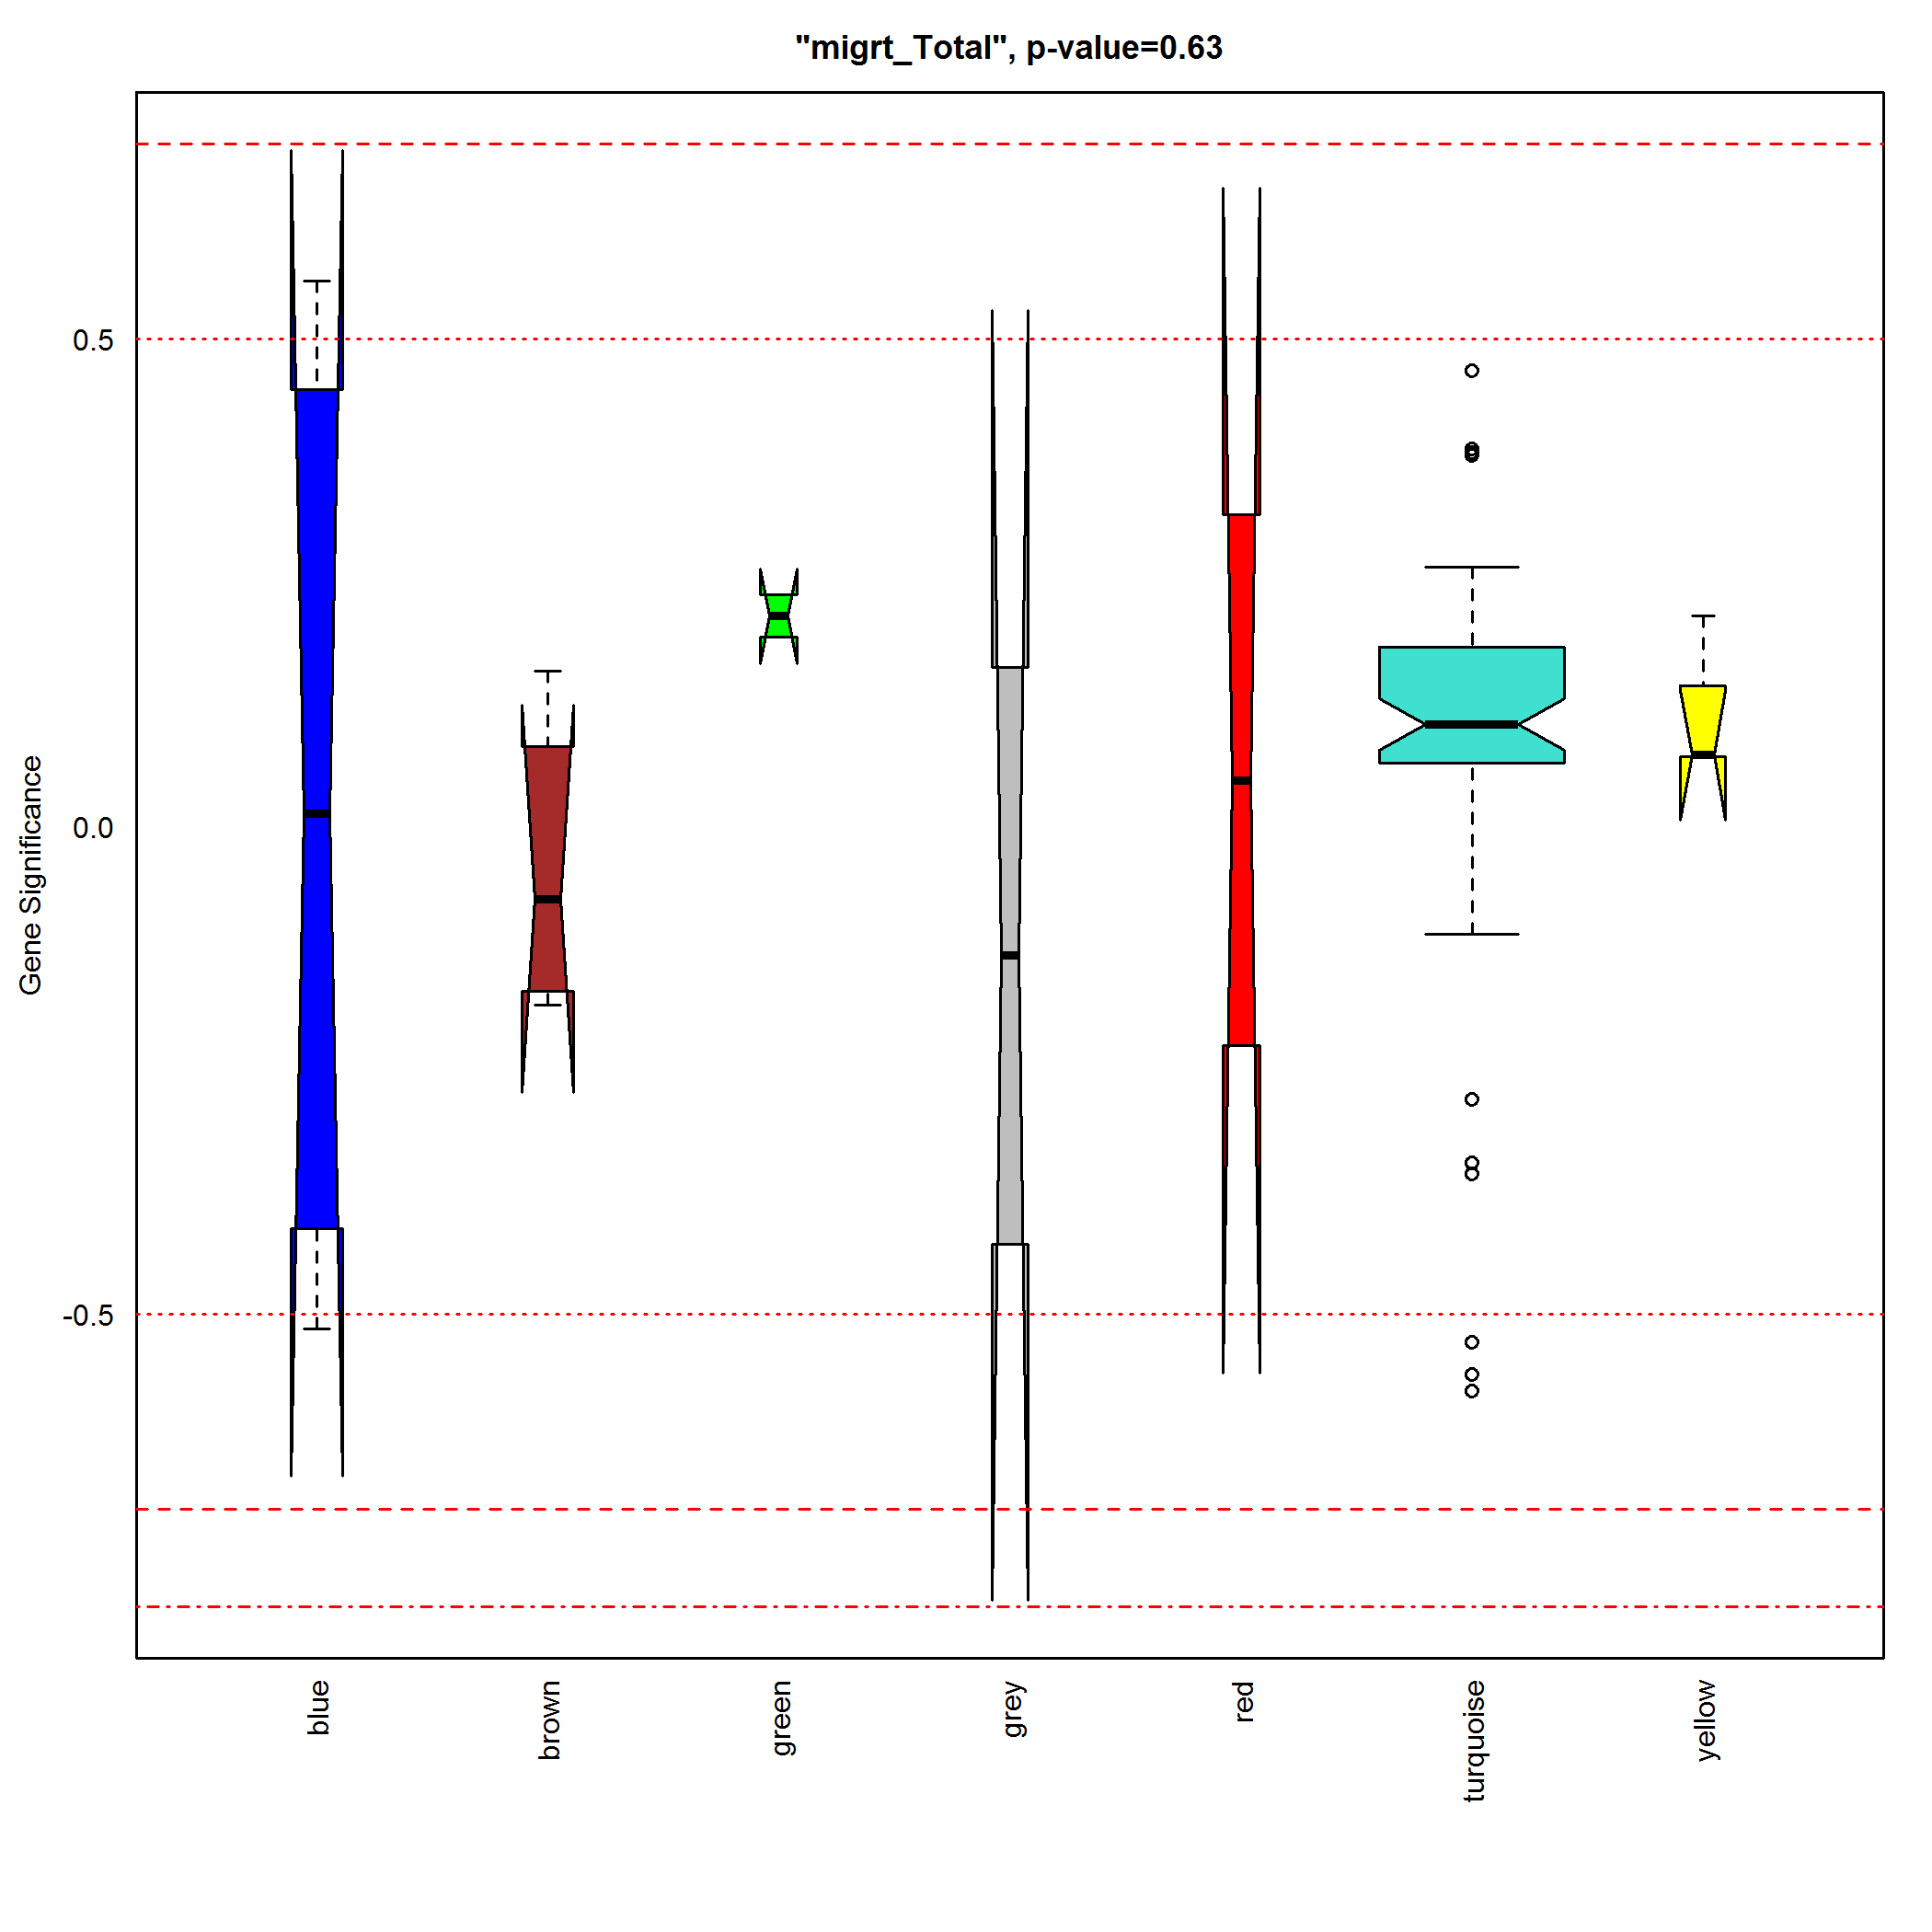 "migrt_Total", p-value=0.63
Gene Significance
0.5
0.0
-0.5
blue
brown
green
grey
red
turquoise
yellow